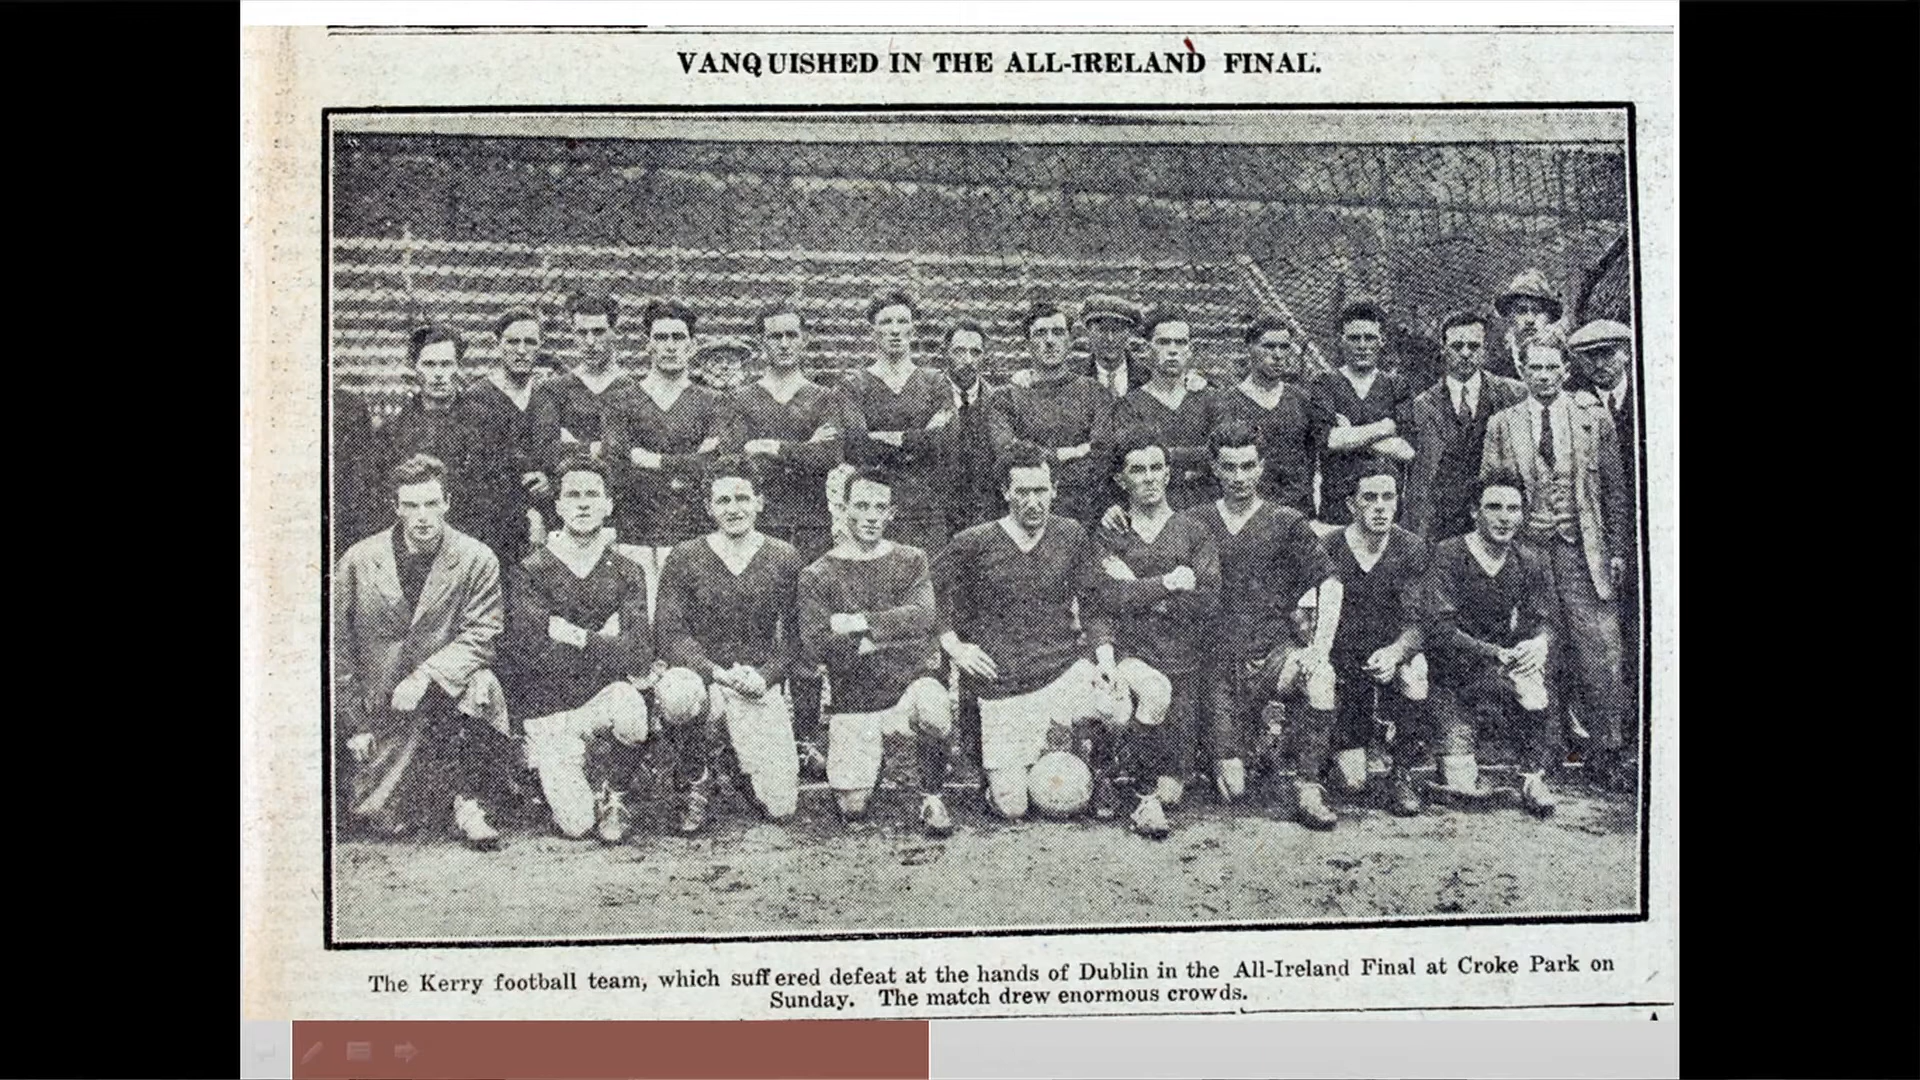 VANQUISHED IN THE ALL-IRELAND FINAL.
The Kerry football team, which suffered defeat at the hands of Dublin in the All-Ireland Final at Croke Park on
Sunday. The match drew enormous crowds.